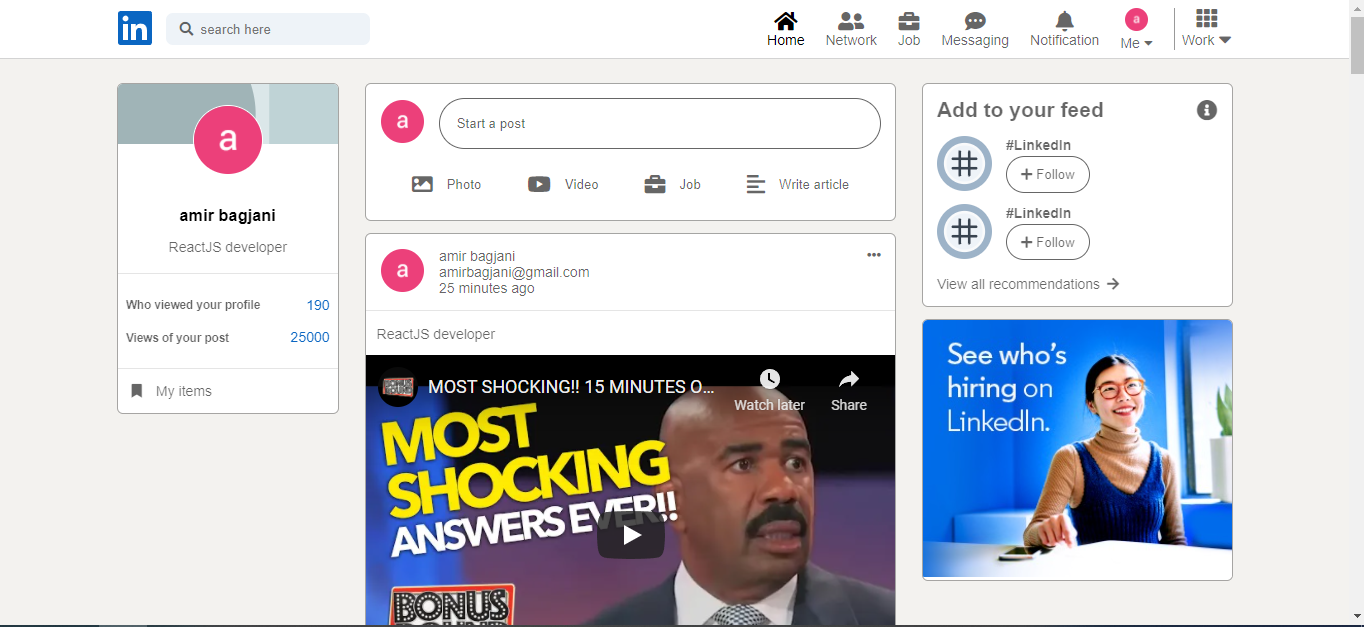 in
search here
Home
Network
Job
Messaging
Notification
a
Me
Work
a
amir bagjani
ReactJS developer
Who viewed your profile 190
Views of your post 25000
My items
a
Start a post
Photo
Video
Job
Write article
a
amir bagjani
amirbagjani@gmail.com
25 minutes ago
ReactJS developer
MOST SHOCKING!! 15 MINUTES O...
Watch later
Share
MOST
SHOCKING
ANSWERS EVER!!
BONUS
Add to your feed
#LinkedIn
+ Follow
#LinkedIn
+ Follow
View all recommendations
See who's
hiring on
LinkedIn.